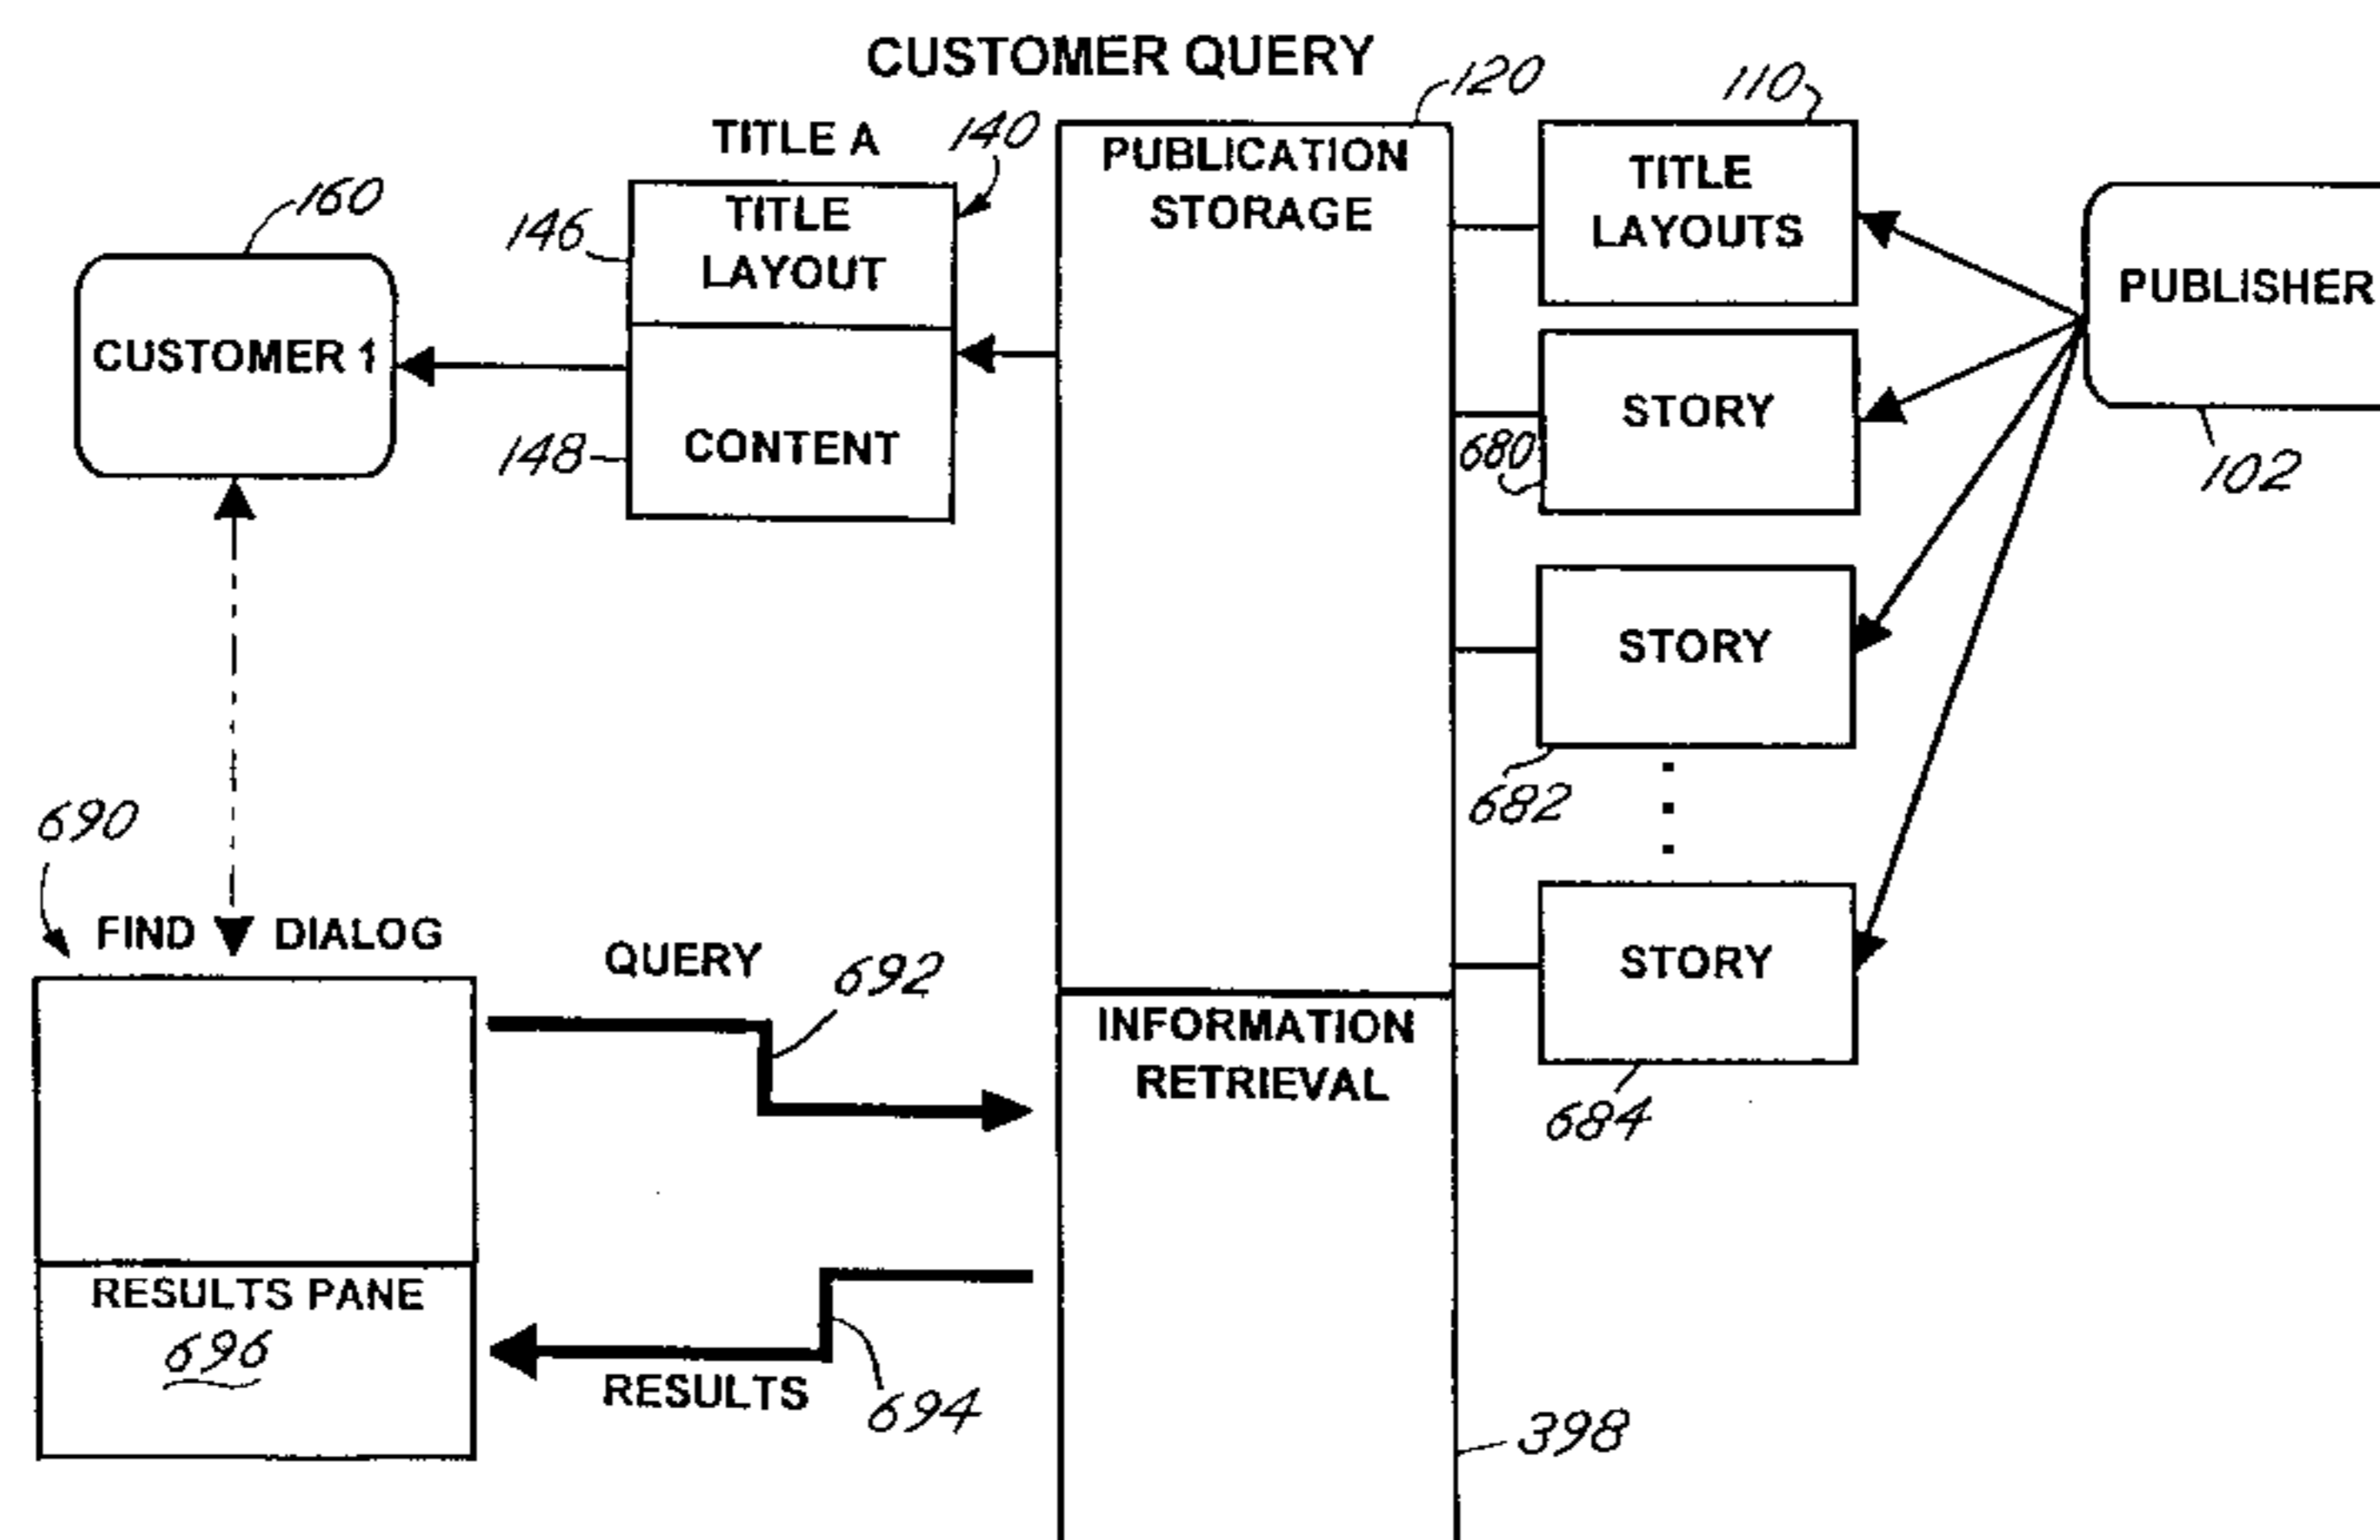 CUSTOMER QUERY
120
110
TITLE A
140
PUBLICATION
STORAGE
TITLE
LAYOUTS
160
146
TITLE
LAYOUT
PUBLISHER
CUSTOMER 1
STORY
148
CONTENT
680
102
STORY
682
690
FIND DIALOG
QUERY
692
STORY
INFORMATION
RETRIEVAL
684
RESULTS PANE
696
RESULTS
694
398